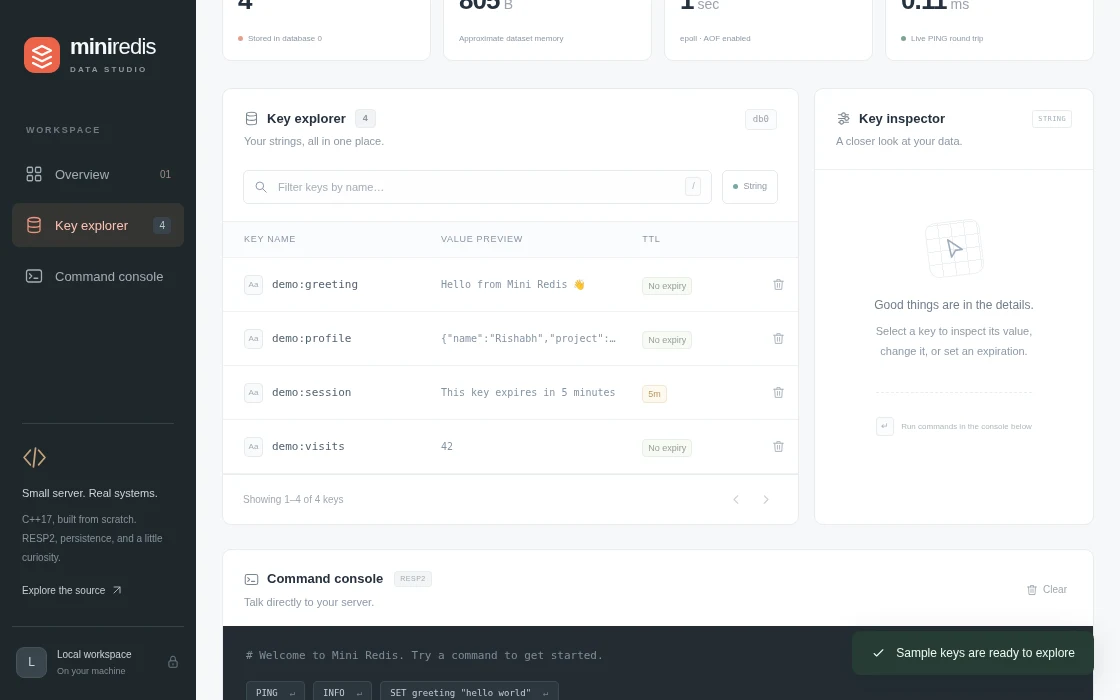 miniredis
DATA STUDIO
WORKSPACE
Overview 01
Key explorer 4
Command console
Small server. Real systems.
C++17, built from scratch.
RESP2, persistence, and a little
curiosity.
Explore the source
L
Local workspace
On your machine
4
Stored in database 0
805 B
Approximate dataset memory
1 sec
epoll · AOF enabled
0.11 ms
Live PING round trip
Key explorer 4
db0
Your strings, all in one place.
Filter keys by name…
/
String
KEY NAME VALUE PREVIEW TTL
Aa demo:greeting Hello from Mini Redis 👋 No expiry
Aa demo:profile {"name":"Rishabh","project":… No expiry
Aa demo:session This key expires in 5 minutes 5m
Aa demo:visits 42 No expiry
Showing 1–4 of 4 keys
Key inspector
STRING
A closer look at your data.
Good things are in the details.
Select a key to inspect its value,
change it, or set an expiration.
↵ Run commands in the console below
Command console RESP2
Talk directly to your server.
Clear
# Welcome to Mini Redis. Try a command to get started.
PING ↵ INFO ↵ SET greeting "hello world" ↵
Sample keys are ready to explore